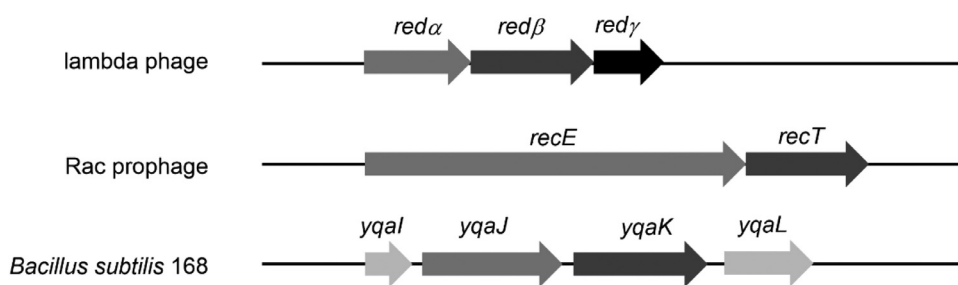 redα redβ redγ
lambda phage
recE recT
Rac prophage
yqaI yqaJ yqaK yqaL
Bacillus subtilis 168